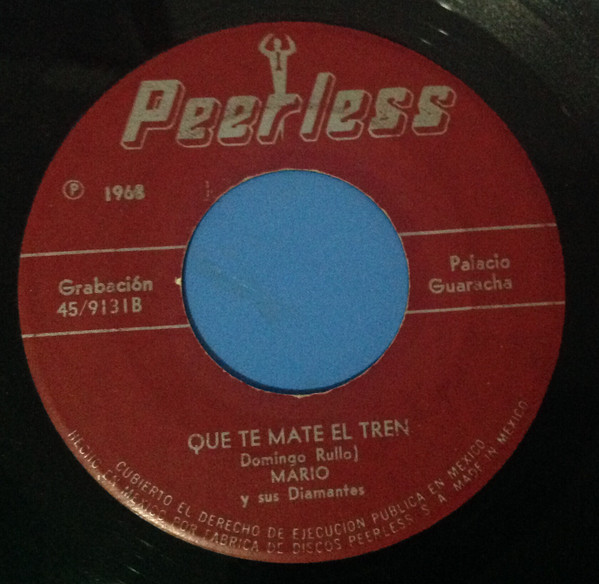 Peerless
℗ 1968
Grabación
45/9131B
Palacio
Guaracha
QUE TE MATE EL TREN
Domingo Rullo)
MARIO
y sus Diamantes
CUBIERTO EL DERECHO DE EJECUCION PUBLICA EN MEXICO
HECHO EN MEXICO POR FABRICA DE DISCOS PEERLESS S A MADE IN MEXICO.